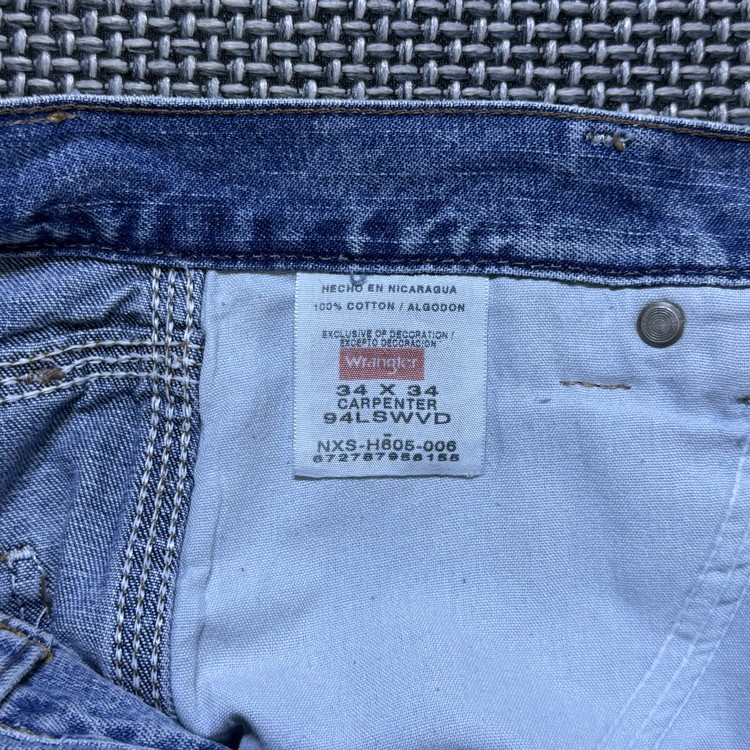 HECHO EN NICARAGUA
100% COTTON / ALGODON
EXCLUSIVE OF DECORATION /
EXCEPTO DECORACION
Wrangler
34 X 34
CARPENTER
94LSWVD
NXS-H605-006